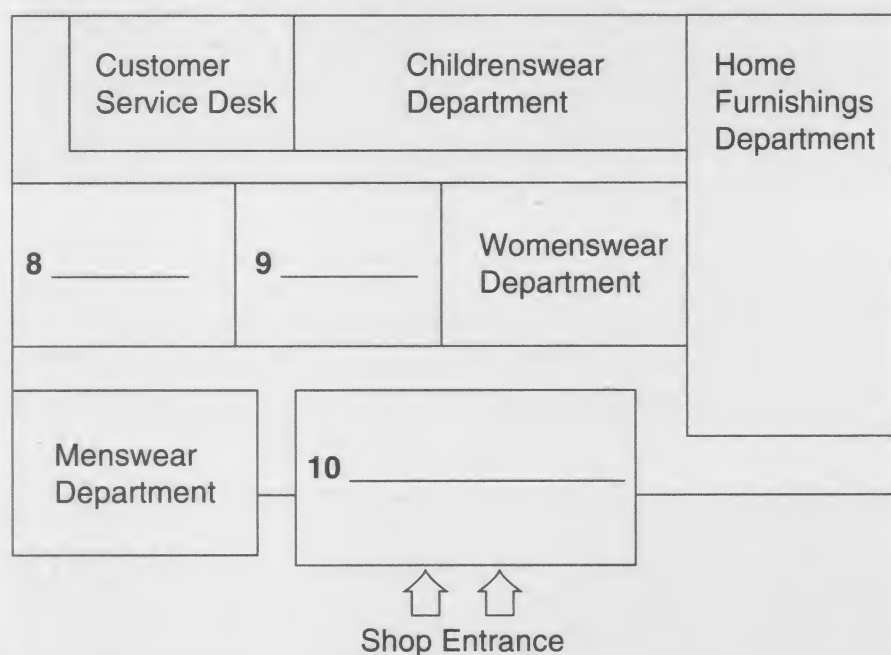 Customer
Service Desk
Childrenswear
Department
Home
Furnishings
Department
8 ________
9 ________
Womenswear
Department
Menswear
Department
10 ________________
Shop Entrance